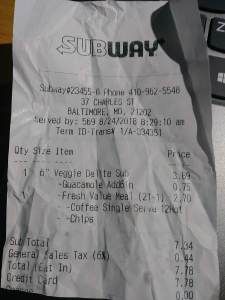 SUBWAY
Subway#23455-0 Phone 410-962-5548
37 CHARLES ST
BALTIMORE, MD, 21202
Served by: 569 8/24/2016 8:29:10 am
Term ID-Trans# 1/A-334351
Qty Size Item Price
1 6" Veggie Delite Sub 3.89
-Guacamole Add6in 0.75
1 -Fresh Value Meal (21-1) 2.70
-Coffee Single Serve 12Hot
-Chips
Sub Total 7.34
General Sales Tax (6%) 0.44
Total (Eat In) 7.78
Credit Card 7.78
0.00